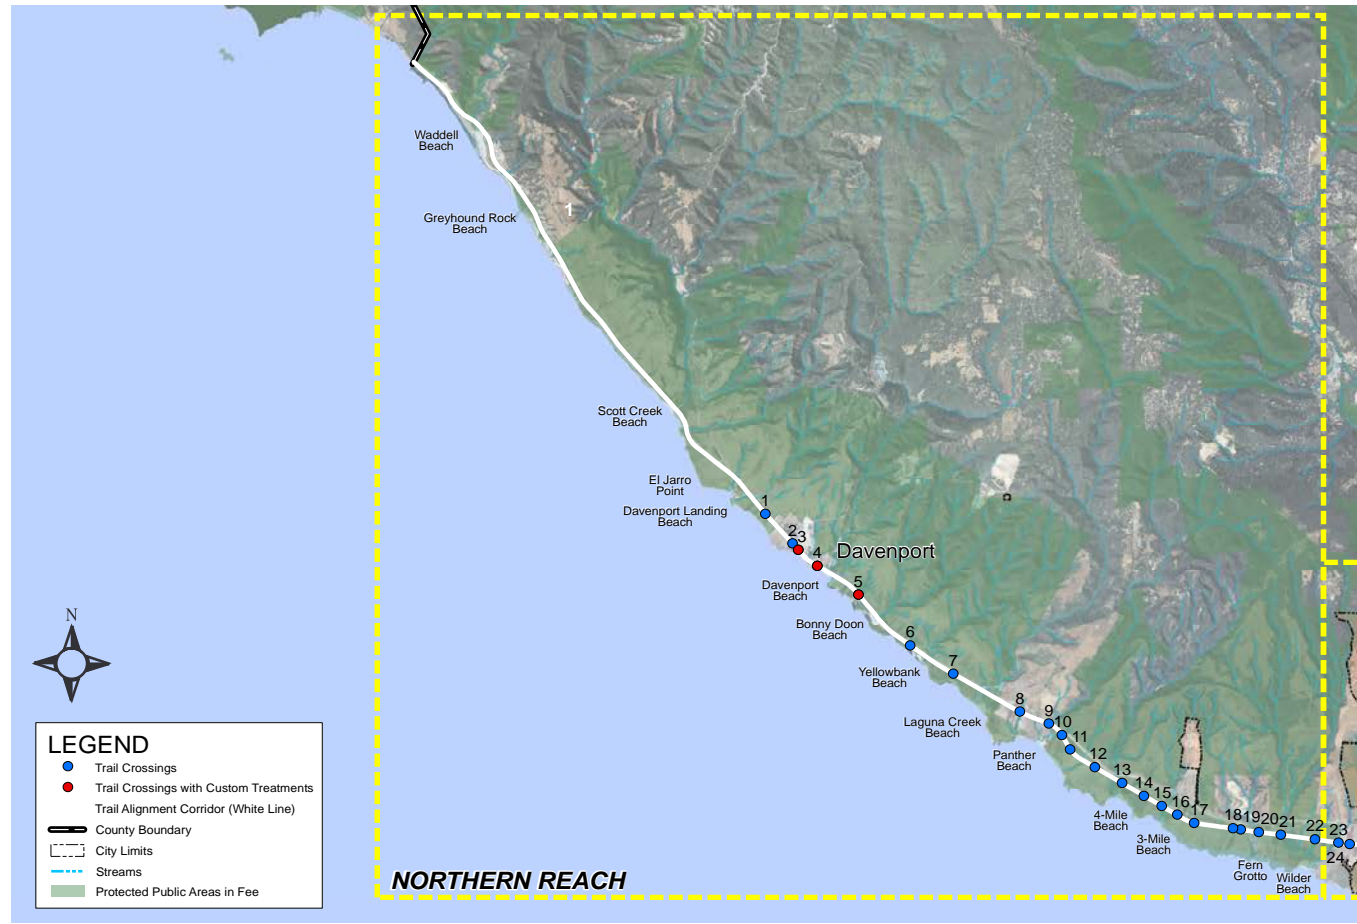 Waddell
Beach
1
Greyhound Rock
Beach
Scott Creek
Beach
El Jarro
Point
Davenport Landing
Beach
1
2
3
4
Davenport
Davenport
Beach
5
Bonny Doon
Beach
6
Yellowbank
Beach
7
Laguna Creek
Beach
8
9
10
11
Panther
Beach
12
13
14
15
16
17
4-Mile
Beach
3-Mile
Beach
18
19
20
21
22
23
24
Fern
Grotto
Wilder
Beach
N
LEGEND
Trail Crossings
Trail Crossings with Custom Treatments
Trail Alignment Corridor (White Line)
County Boundary
City Limits
Streams
Protected Public Areas in Fee
NORTHERN REACH